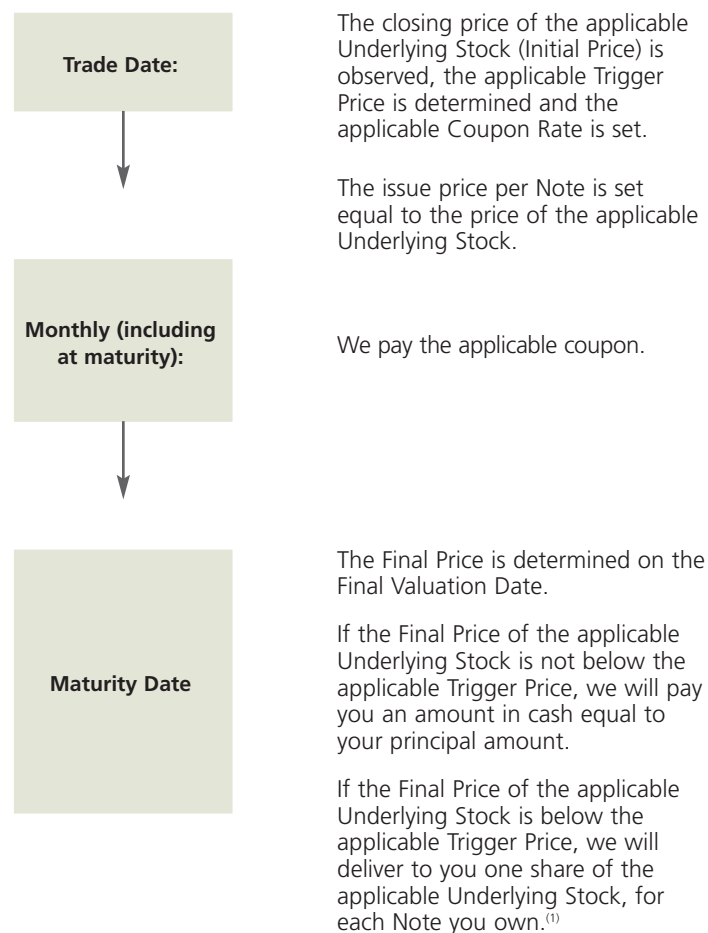 Trade Date:
The closing price of the applicable
Underlying Stock (Initial Price) is
observed, the applicable Trigger
Price is determined and the
applicable Coupon Rate is set.
The issue price per Note is set
equal to the price of the applicable
Underlying Stock.
Monthly (including
at maturity):
We pay the applicable coupon.
Maturity Date
The Final Price is determined on the
Final Valuation Date.
If the Final Price of the applicable
Underlying Stock is not below the
applicable Trigger Price, we will pay
you an amount in cash equal to
your principal amount.
If the Final Price of the applicable
Underlying Stock is below the
applicable Trigger Price, we will
deliver to you one share of the
applicable Underlying Stock, for
each Note you own.(1)